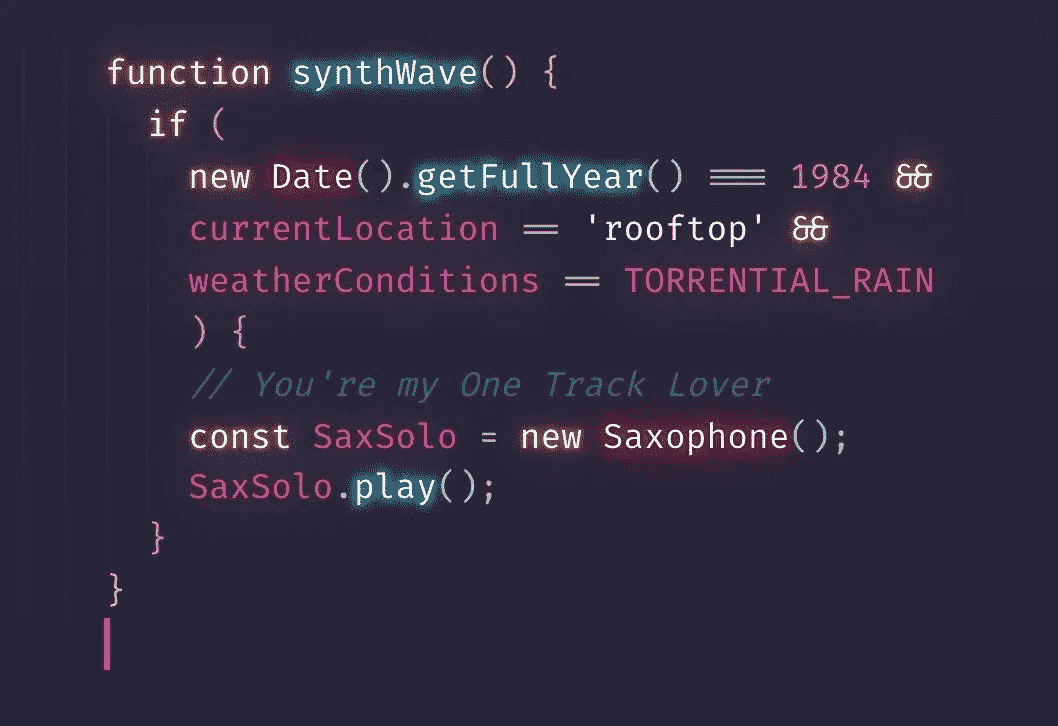 function synthWave() {
if (
new Date().getFullYear() === 1984 &&
currentLocation == 'rooftop' &&
weatherConditions == TORRENTIAL_RAIN
) {
// You're my One Track Lover
const SaxSolo = new Saxophone();
SaxSolo.play();
}
}